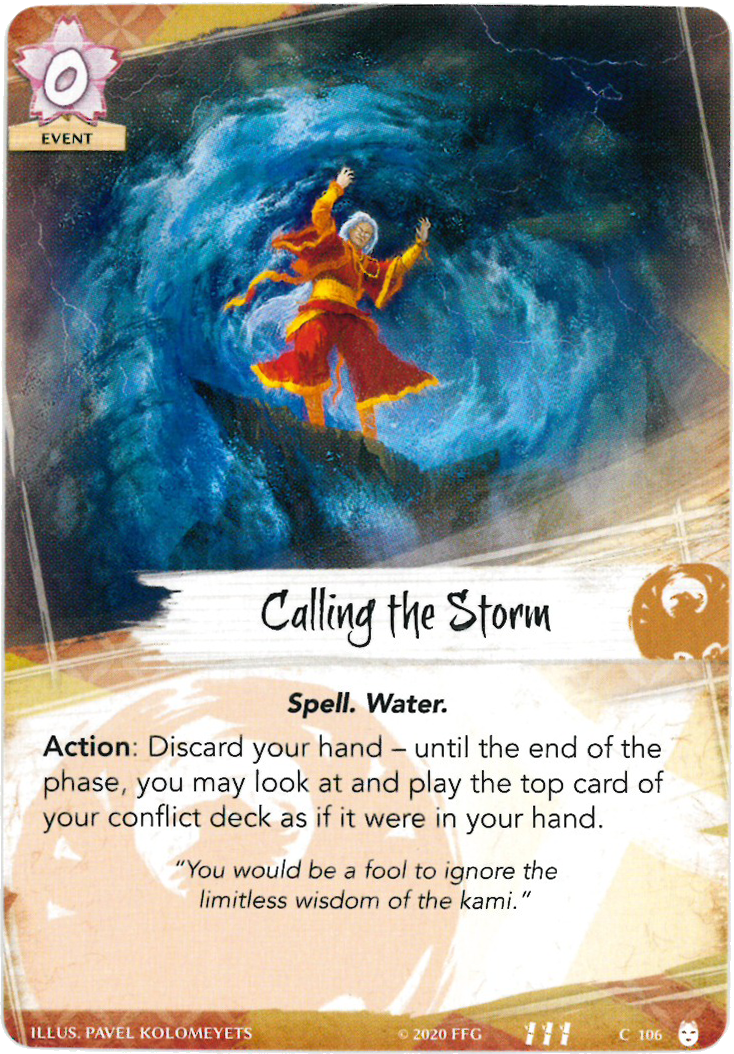 0
EVENT
Calling the Storm
Spell. Water.
Action: Discard your hand – until the end of the
phase, you may look at and play the top card of
your conflict deck as if it were in your hand.
“You would be a fool to ignore the
limitless wisdom of the kami.”
ILLUS. PAVEL KOLOMEYETS © 2020 FFG C 106